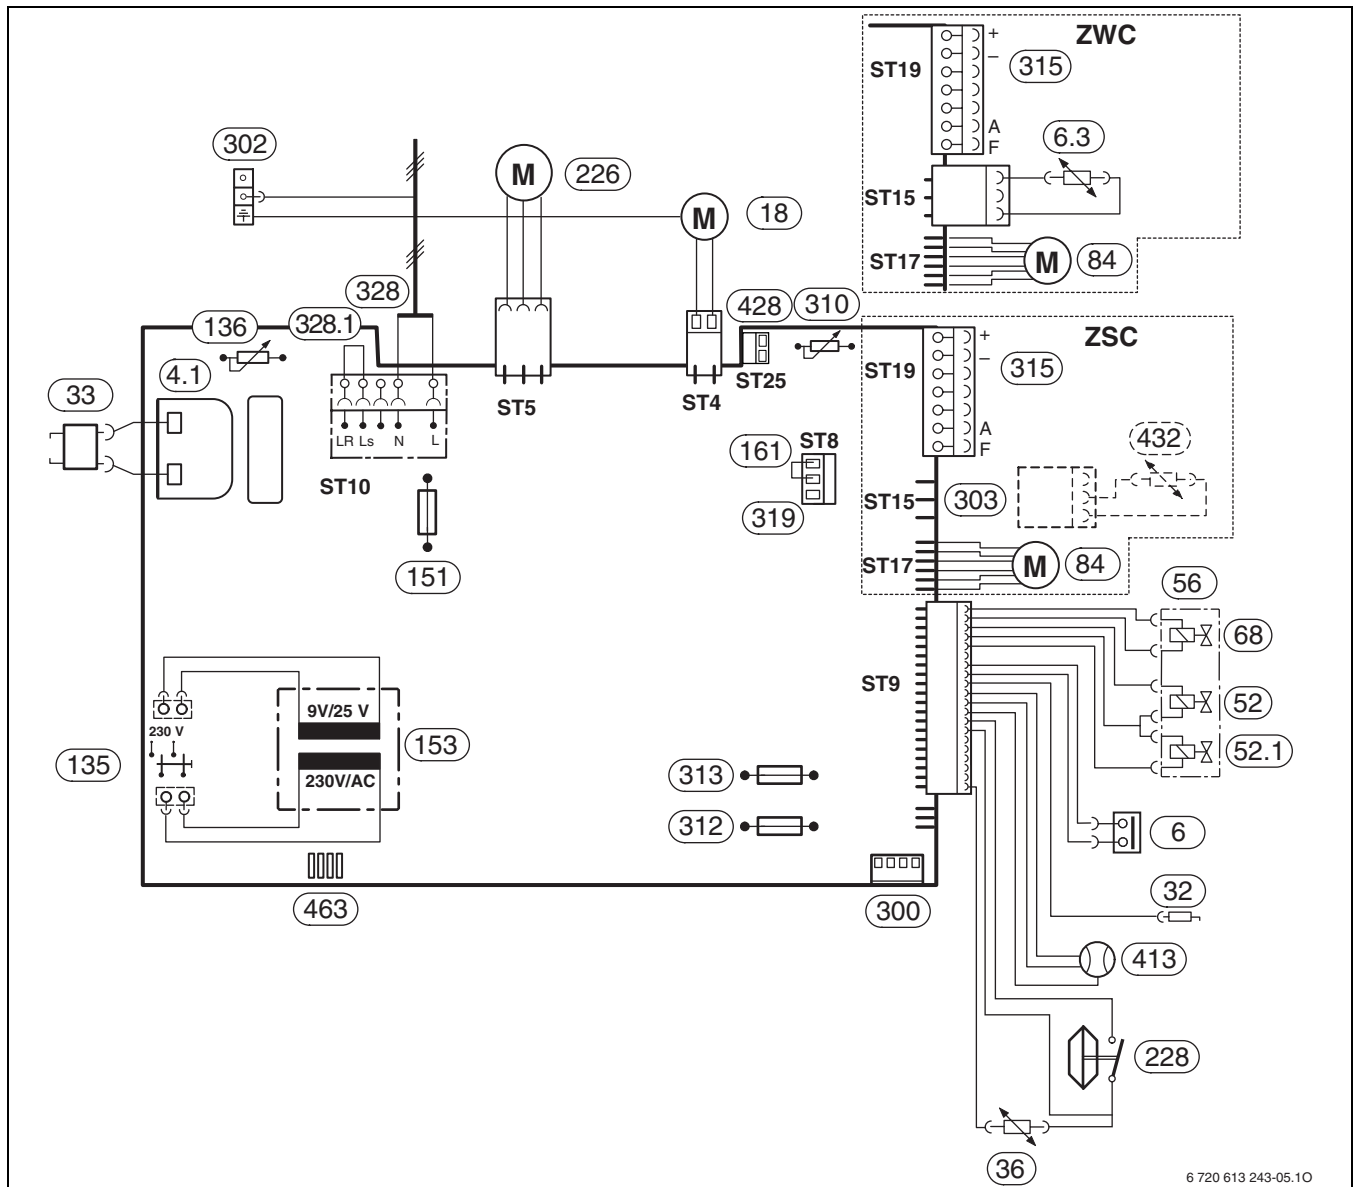 ZWC
ST19
+
–
315
A
F
6.3
ST15
ST17
M
84
302
M
226
M
18
328
328.1
136
4.1
33
428
310
ST25
ST5
ST4
LR
Ls
N
L
ST10
151
ZSC
ST19
+
–
315
A
F
161
ST8
319
432
ST15
303
ST17
M
84
56
68
52
52.1
ST9
9V/25 V
230 V
230V/AC
153
135
313
312
463
300
6
32
413
228
36
6 720 613 243-05.1O